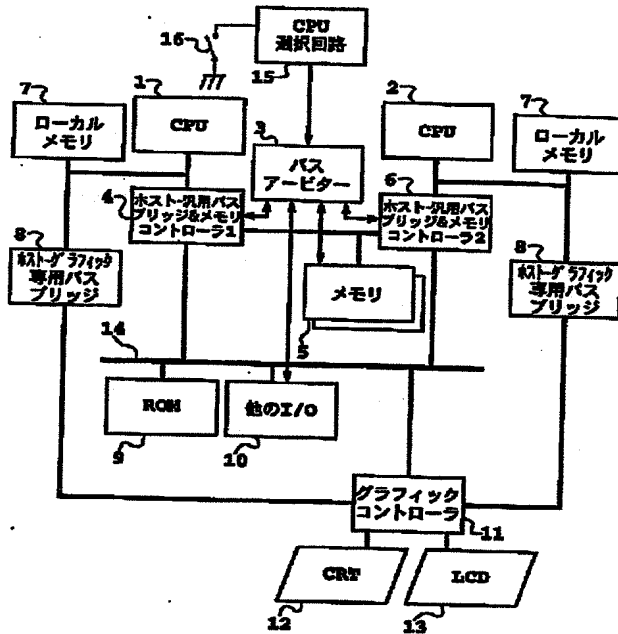 16
CPU
選択回路
15
7
ローカル
メモリ
1
CPU
3
バス
アービター
2
CPU
7
ローカル
メモリ
4
ホスト-汎用バス
ブリッジ&メモリ
コントローラ1
6
ホスト-汎用バス
ブリッジ&メモリ
コントローラ2
8
ホスト-グラフィック
専用バス
ブリッジ
メモリ
5
8
ホスト-グラフィック
専用バス
ブリッジ
14
ROM
9
他のI/O
10
グラフィック
コントローラ
11
CRT
12
LCD
13